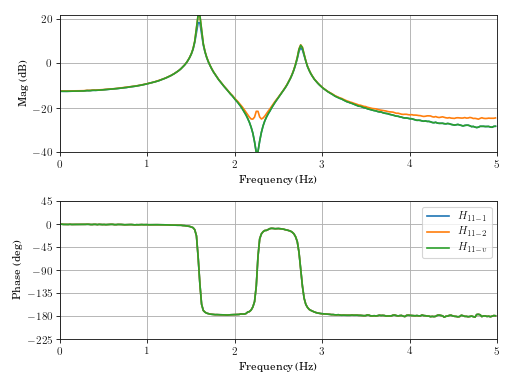 20
0
−20
−40
Mag (dB)
0 1 2 3 4 5
Frequency (Hz)
45
0
−45
−90
−135
−180
−225
Phase (deg)
H11−1
H11−2
H11−v
0 1 2 3 4 5
Frequency (Hz)